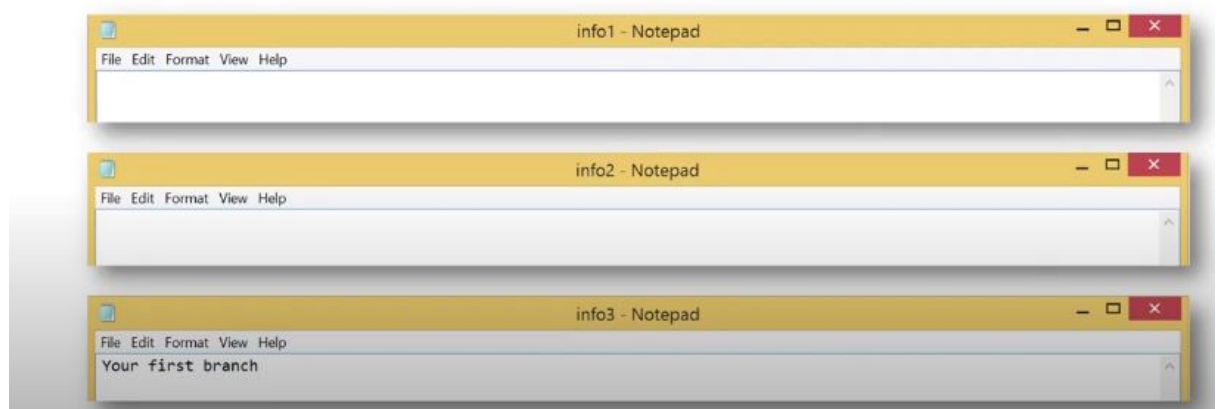 info1 - Notepad
File Edit Format View Help
info2 - Notepad
File Edit Format View Help
info3 - Notepad
File Edit Format View Help
Your first branch